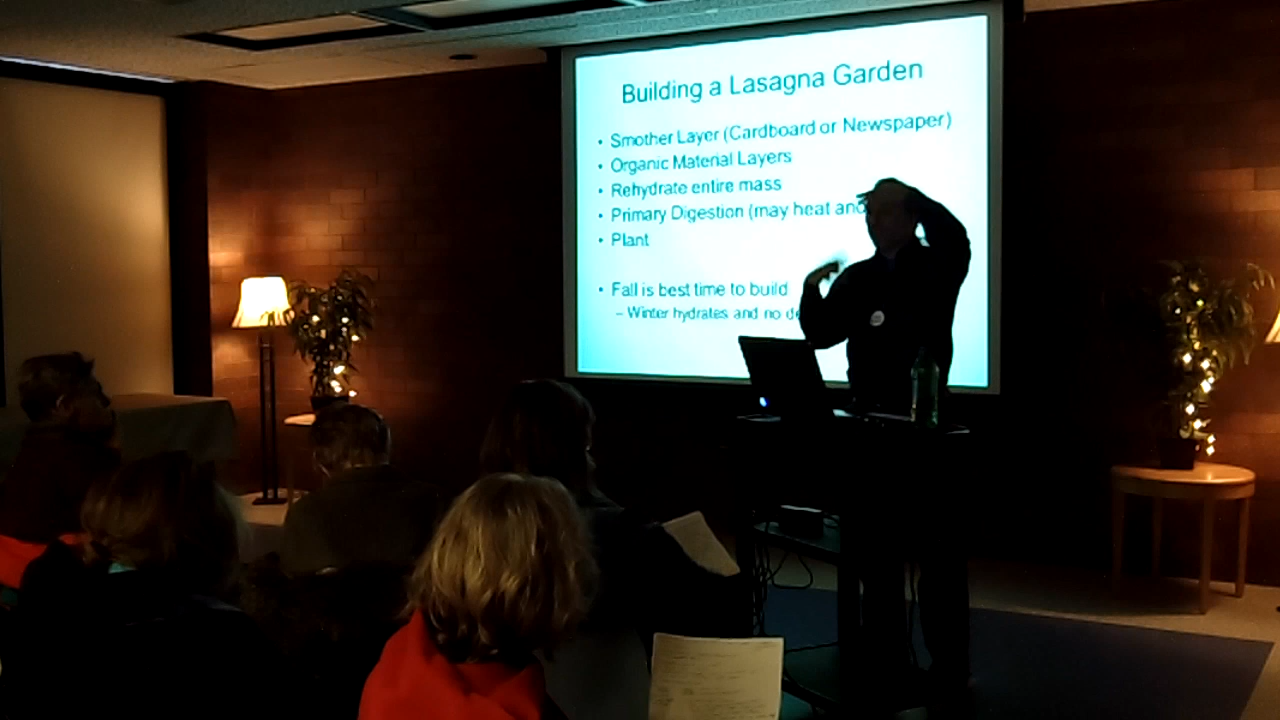 Building a Lasagna Garden
• Smother Layer (Cardboard or Newspaper)
• Organic Material Layers
• Rehydrate entire mass
• Primary Digestion (may heat and
• Plant
• Fall is best time to build
– Winter hydrates and no